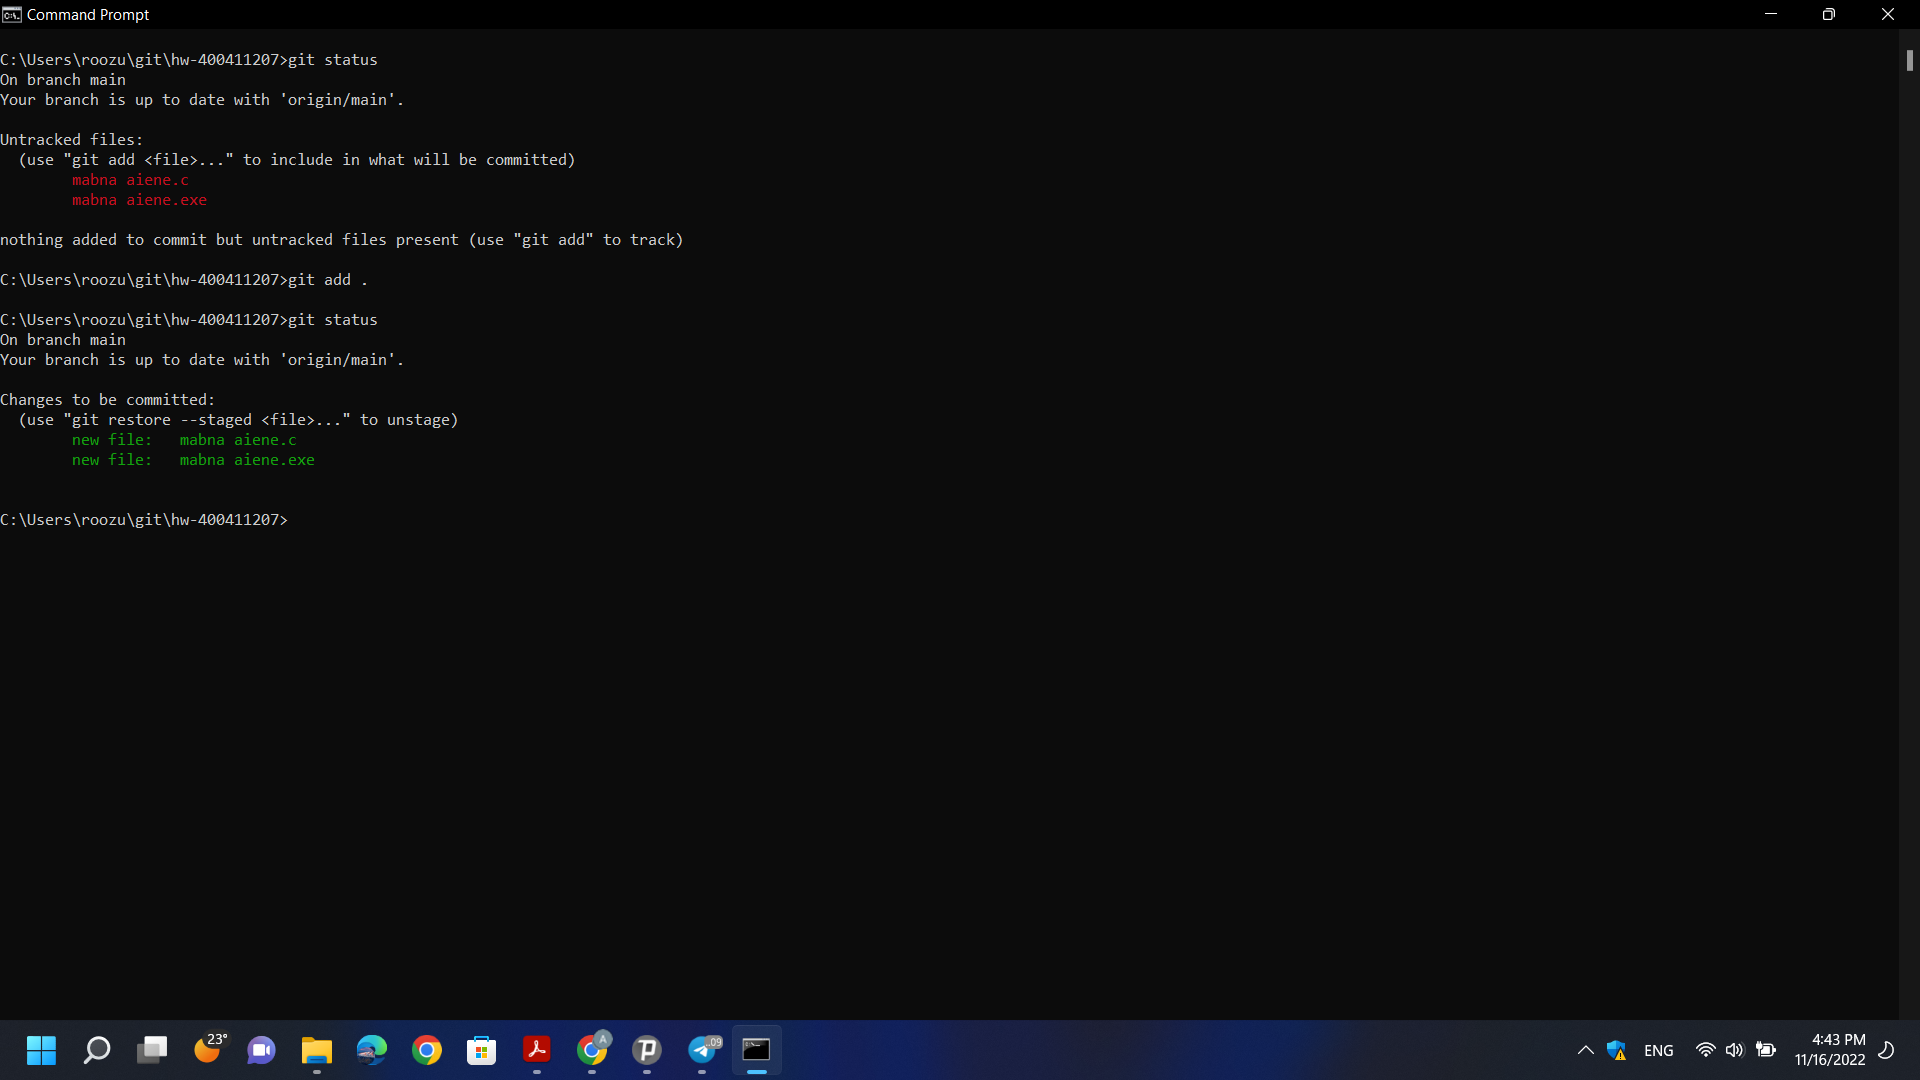 Command Prompt
C:\Users\roozu\git\hw-400411207>git status
On branch main
Your branch is up to date with 'origin/main'.
Untracked files:
  (use "git add <file>..." to include in what will be committed)
        mabna aiene.c
        mabna aiene.exe
nothing added to commit but untracked files present (use "git add" to track)
C:\Users\roozu\git\hw-400411207>git add .
C:\Users\roozu\git\hw-400411207>git status
On branch main
Your branch is up to date with 'origin/main'.
Changes to be committed:
  (use "git restore --staged <file>..." to unstage)
        new file:   mabna aiene.c
        new file:   mabna aiene.exe
C:\Users\roozu\git\hw-400411207>
23°
A
..09
ENG
4:43 PM
11/16/2022